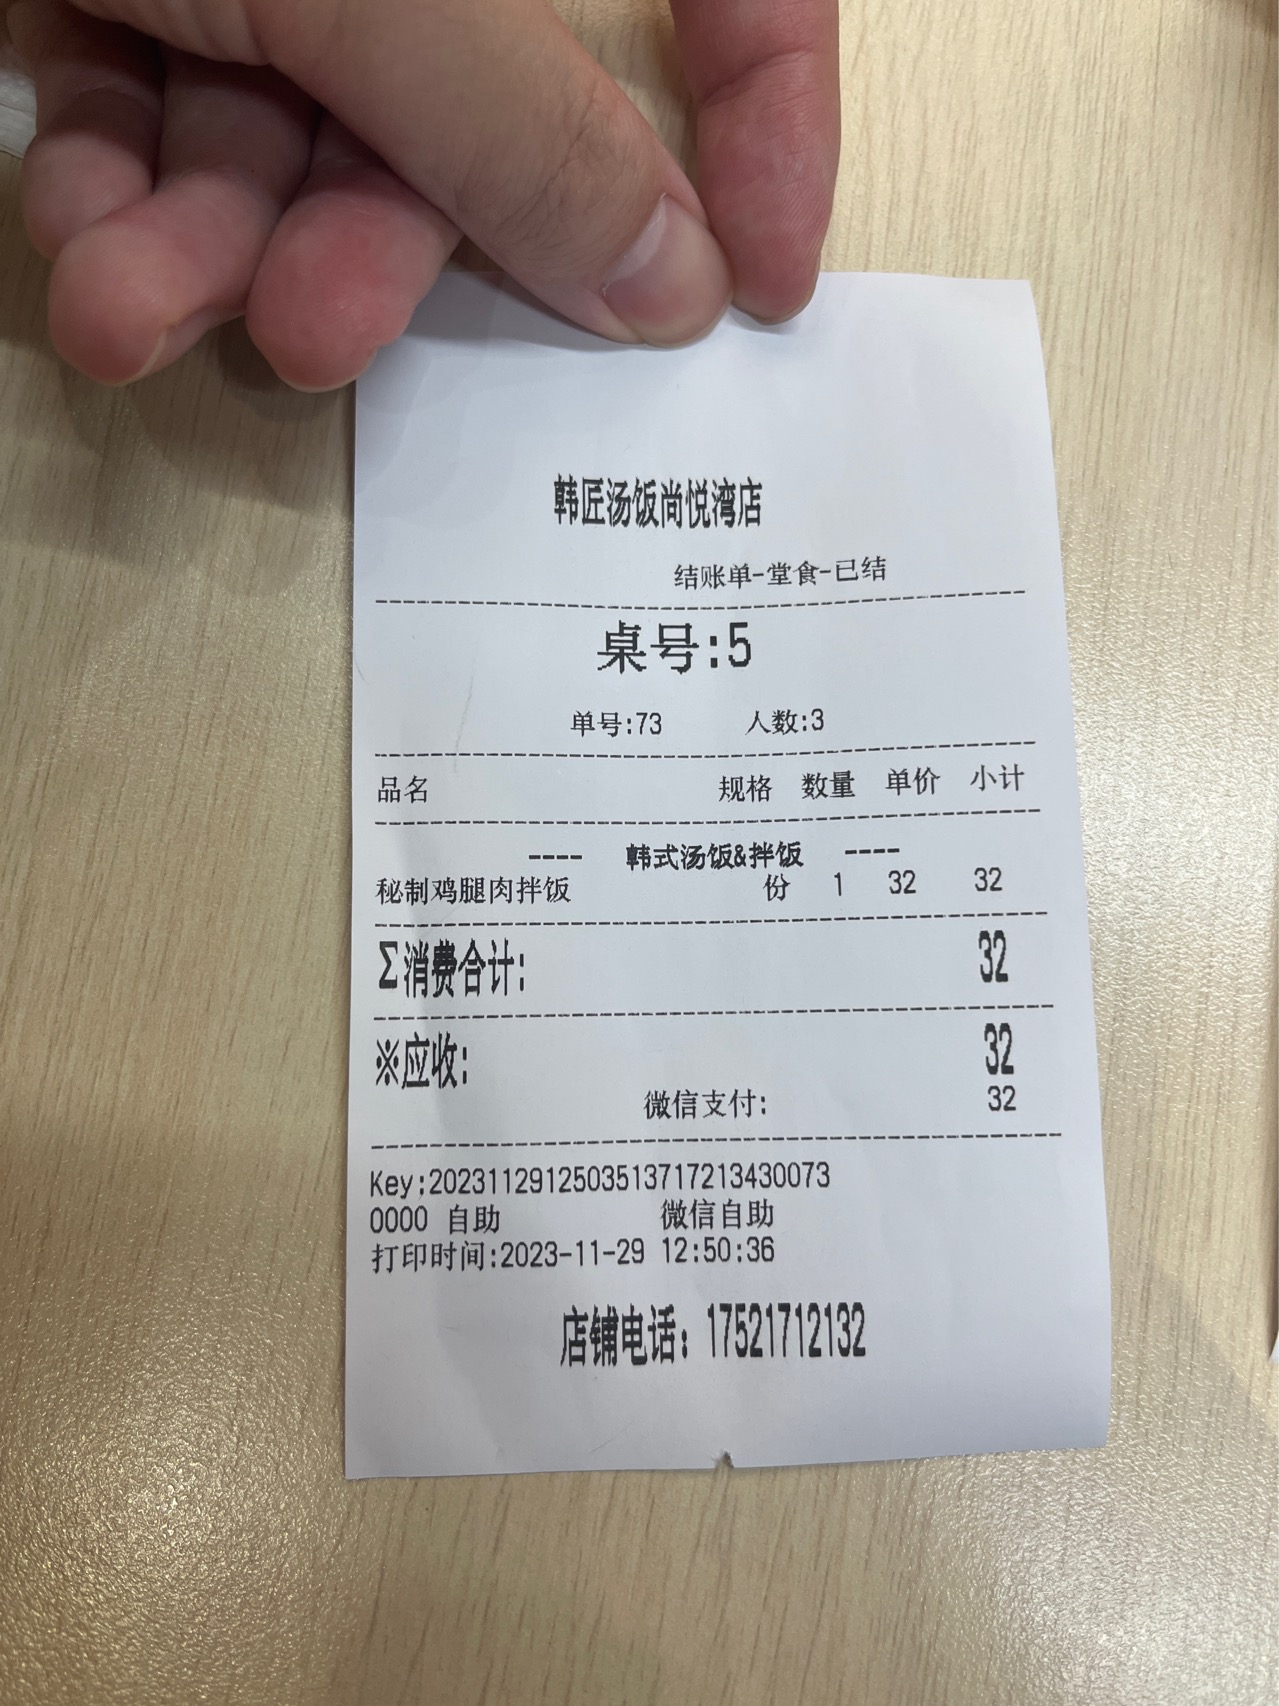 韩匠汤饭尚悦湾店
结账单-堂食-已结
桌号:5
单号:73 人数:3
品名 规格 数量 单价 小计
---- 韩式汤饭&拌饭 ----
秘制鸡腿肉拌饭 份 1 32 32
Σ消费合计: 32
※应收: 32
微信支付: 32
Key:20231129125035137172134300​73
0000 自助 微信自助
打印时间:2023-11-29 12:50:36
店铺电话：17521712132